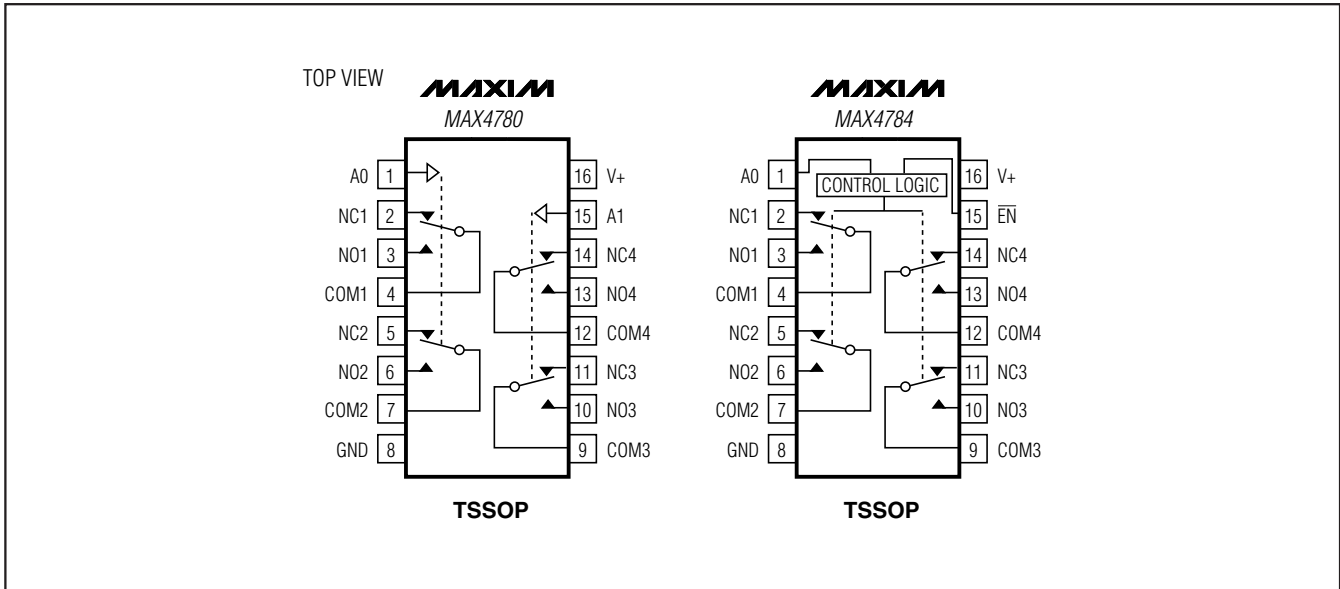 TOP VIEW
MAXIM
MAX4780
A0 1
NC1 2
NO1 3
COM1 4
NC2 5
NO2 6
COM2 7
GND 8
16 V+
15 A1
14 NC4
13 NO4
12 COM4
11 NC3
10 NO3
9 COM3
TSSOP
MAXIM
MAX4784
CONTROL LOGIC
A0 1
NC1 2
NO1 3
COM1 4
NC2 5
NO2 6
COM2 7
GND 8
16 V+
15 E̅N̅
14 NC4
13 NO4
12 COM4
11 NC3
10 NO3
9 COM3
TSSOP